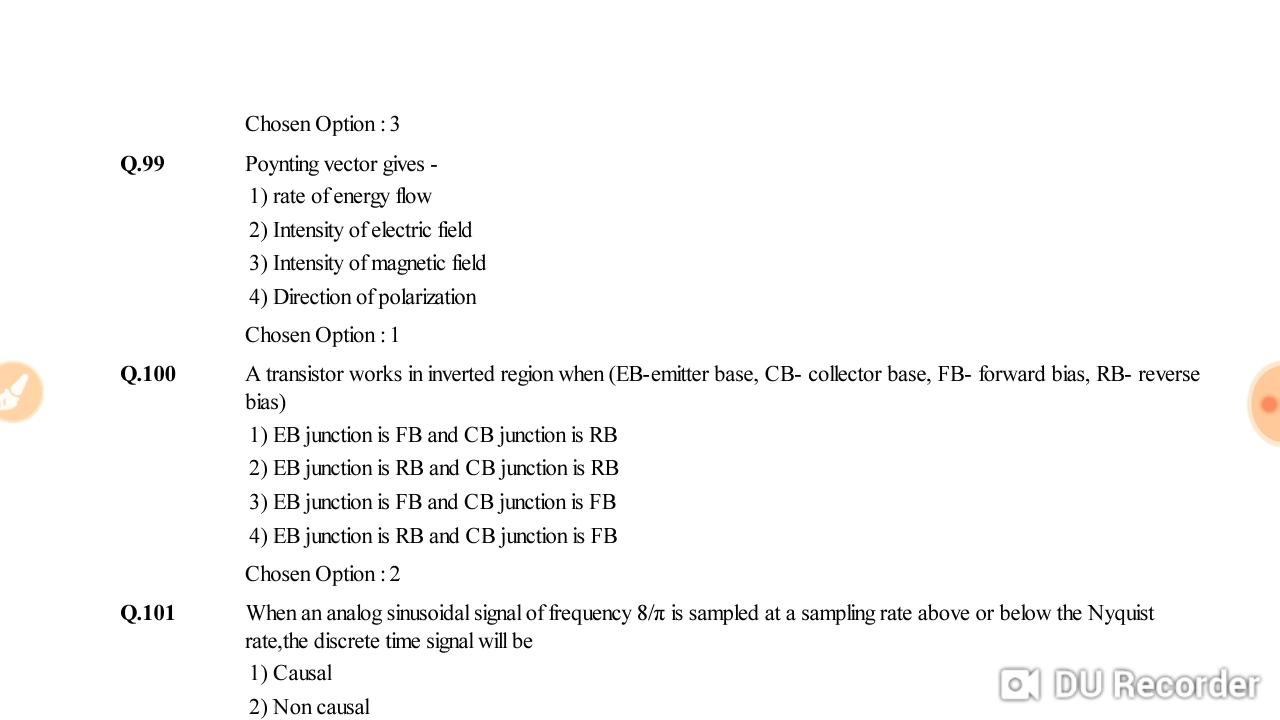 Chosen Option : 3
Q.99 Poynting vector gives -
1) rate of energy flow
2) Intensity of electric field
3) Intensity of magnetic field
4) Direction of polarization
Chosen Option : 1
Q.100 A transistor works in inverted region when (EB-emitter base, CB- collector base, FB- forward bias, RB- reverse
bias)
1) EB junction is FB and CB junction is RB
2) EB junction is RB and CB junction is RB
3) EB junction is FB and CB junction is FB
4) EB junction is RB and CB junction is FB
Chosen Option : 2
Q.101 When an analog sinusoidal signal of frequency 8/π is sampled at a sampling rate above or below the Nyquist
rate,the discrete time signal will be
1) Causal
2) Non causal
DU Recorder